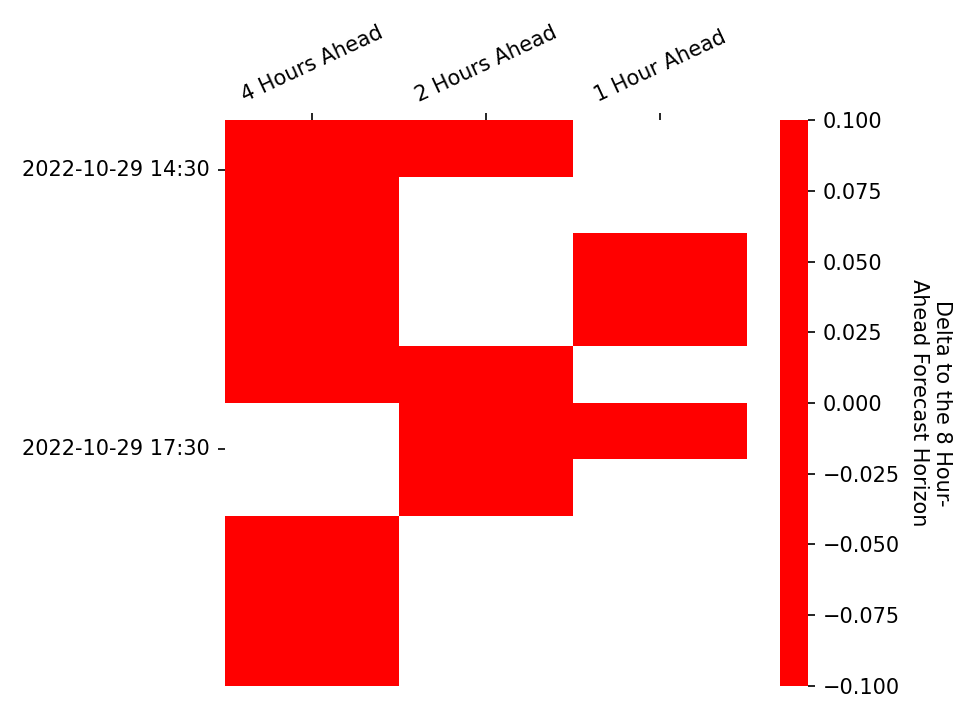 4 Hours Ahead
2 Hours Ahead
1 Hour Ahead
2022-10-29 14:30
2022-10-29 17:30
0.100
0.075
0.050
0.025
0.000
−0.025
−0.050
−0.075
−0.100
Delta to the 8 Hour-
Ahead Forecast Horizon